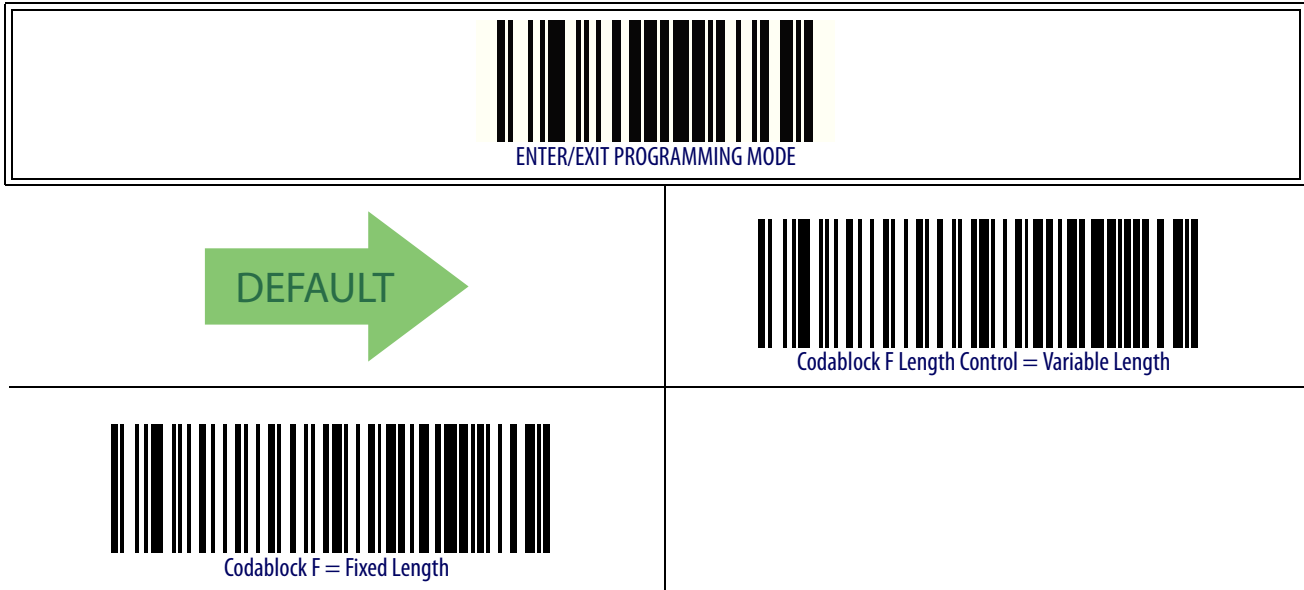 ENTER/EXIT PROGRAMMING MODE
DEFAULT
Codablock F Length Control = Variable Length
Codablock F = Fixed Length